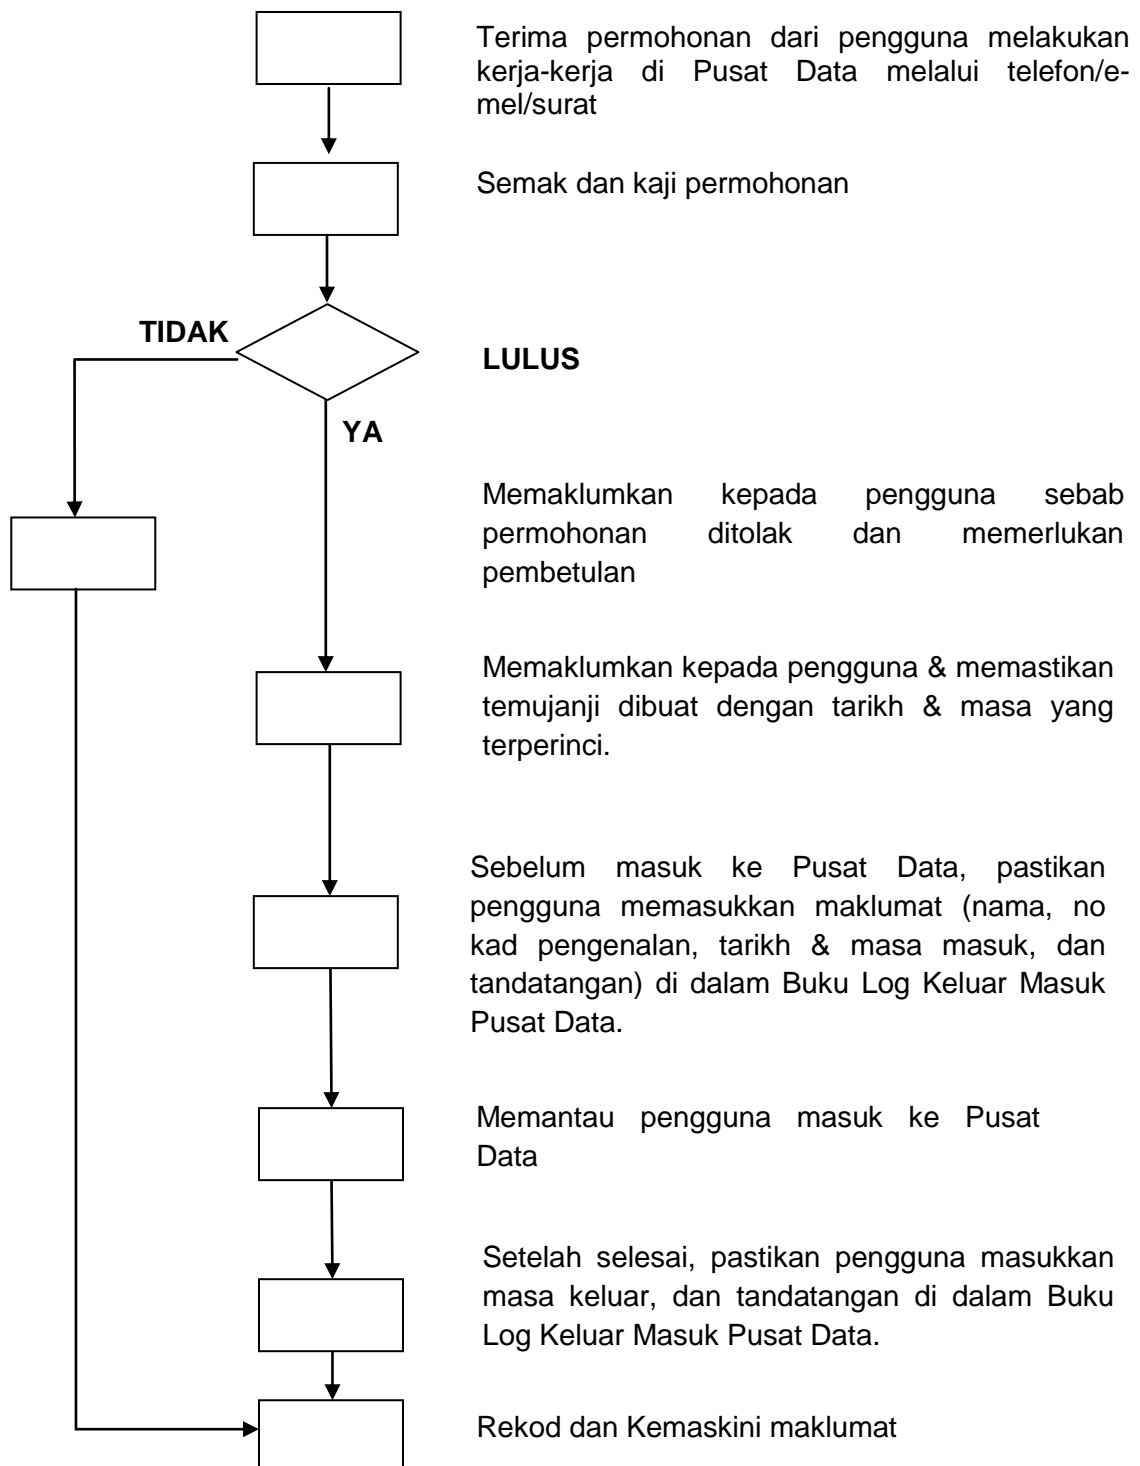 Terima permohonan dari pengguna melakukan
kerja-kerja di Pusat Data melalui telefon/e-
mel/surat
Semak dan kaji permohonan
TIDAK
LULUS
YA
Memaklumkan kepada pengguna sebab
permohonan ditolak dan memerlukan
pembetulan
Memaklumkan kepada pengguna & memastikan
temujanji dibuat dengan tarikh & masa yang
terperinci.
Sebelum masuk ke Pusat Data, pastikan
pengguna memasukkan maklumat (nama, no
kad pengenalan, tarikh & masa masuk, dan
tandatangan) di dalam Buku Log Keluar Masuk
Pusat Data.
Memantau pengguna masuk ke Pusat
Data
Setelah selesai, pastikan pengguna masukkan
masa keluar, dan tandatangan di dalam Buku
Log Keluar Masuk Pusat Data.
Rekod dan Kemaskini maklumat